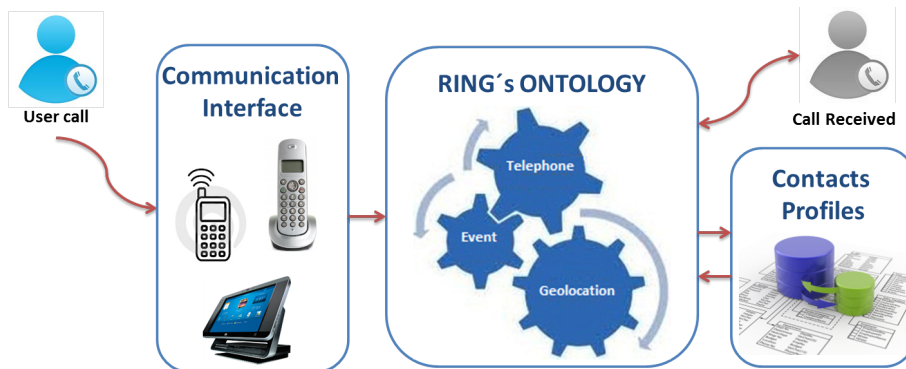 User call
Communication
Interface
RING´s ONTOLOGY
Telephone
Event
Geolocation
Call Received
Contacts
Profiles